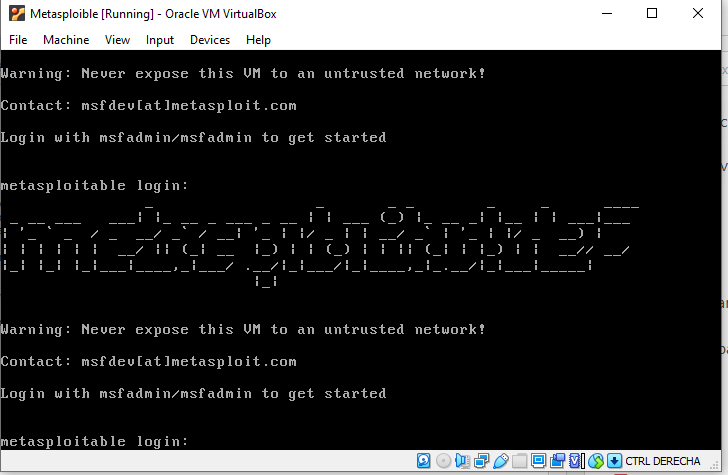 Metasploible [Running] - Oracle VM VirtualBox
File Machine View Input Devices Help
Warning: Never expose this VM to an untrusted network!
Contact: msfdev[at]metasploit.com
Login with msfadmin/msfadmin to get started
metasploitable login:
metasploitable2
Warning: Never expose this VM to an untrusted network!
Contact: msfdev[at]metasploit.com
Login with msfadmin/msfadmin to get started
metasploitable login:
CTRL DERECHA